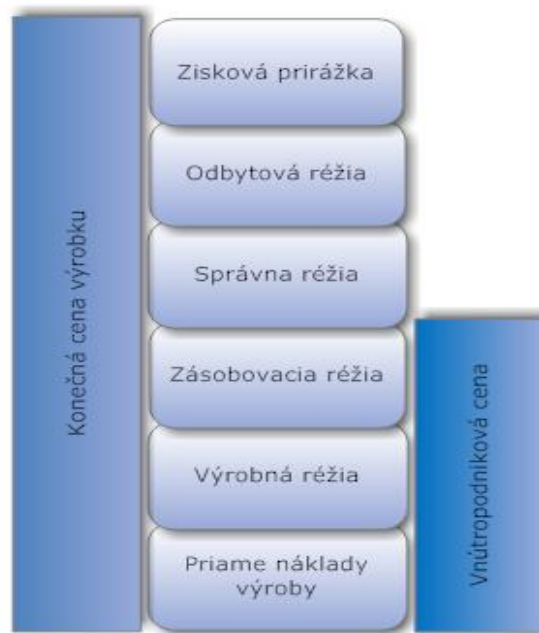 Konečná cena výrobku
Zisková prirážka
Odbytová réžia
Správna réžia
Zásobovacia réžia
Výrobná réžia
Priame náklady
výroby
Vnútropodniková cena